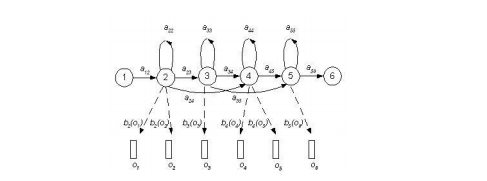 a22 a33 a44 a55
1 a12 2 a23 3 a34 4 a45 5 a56 6
a24 a35
b2(o1) b2(o2) b3(o3) b4(o4) b4(o5) b5(o6)
o1 o2 o3 o4 o5 o6